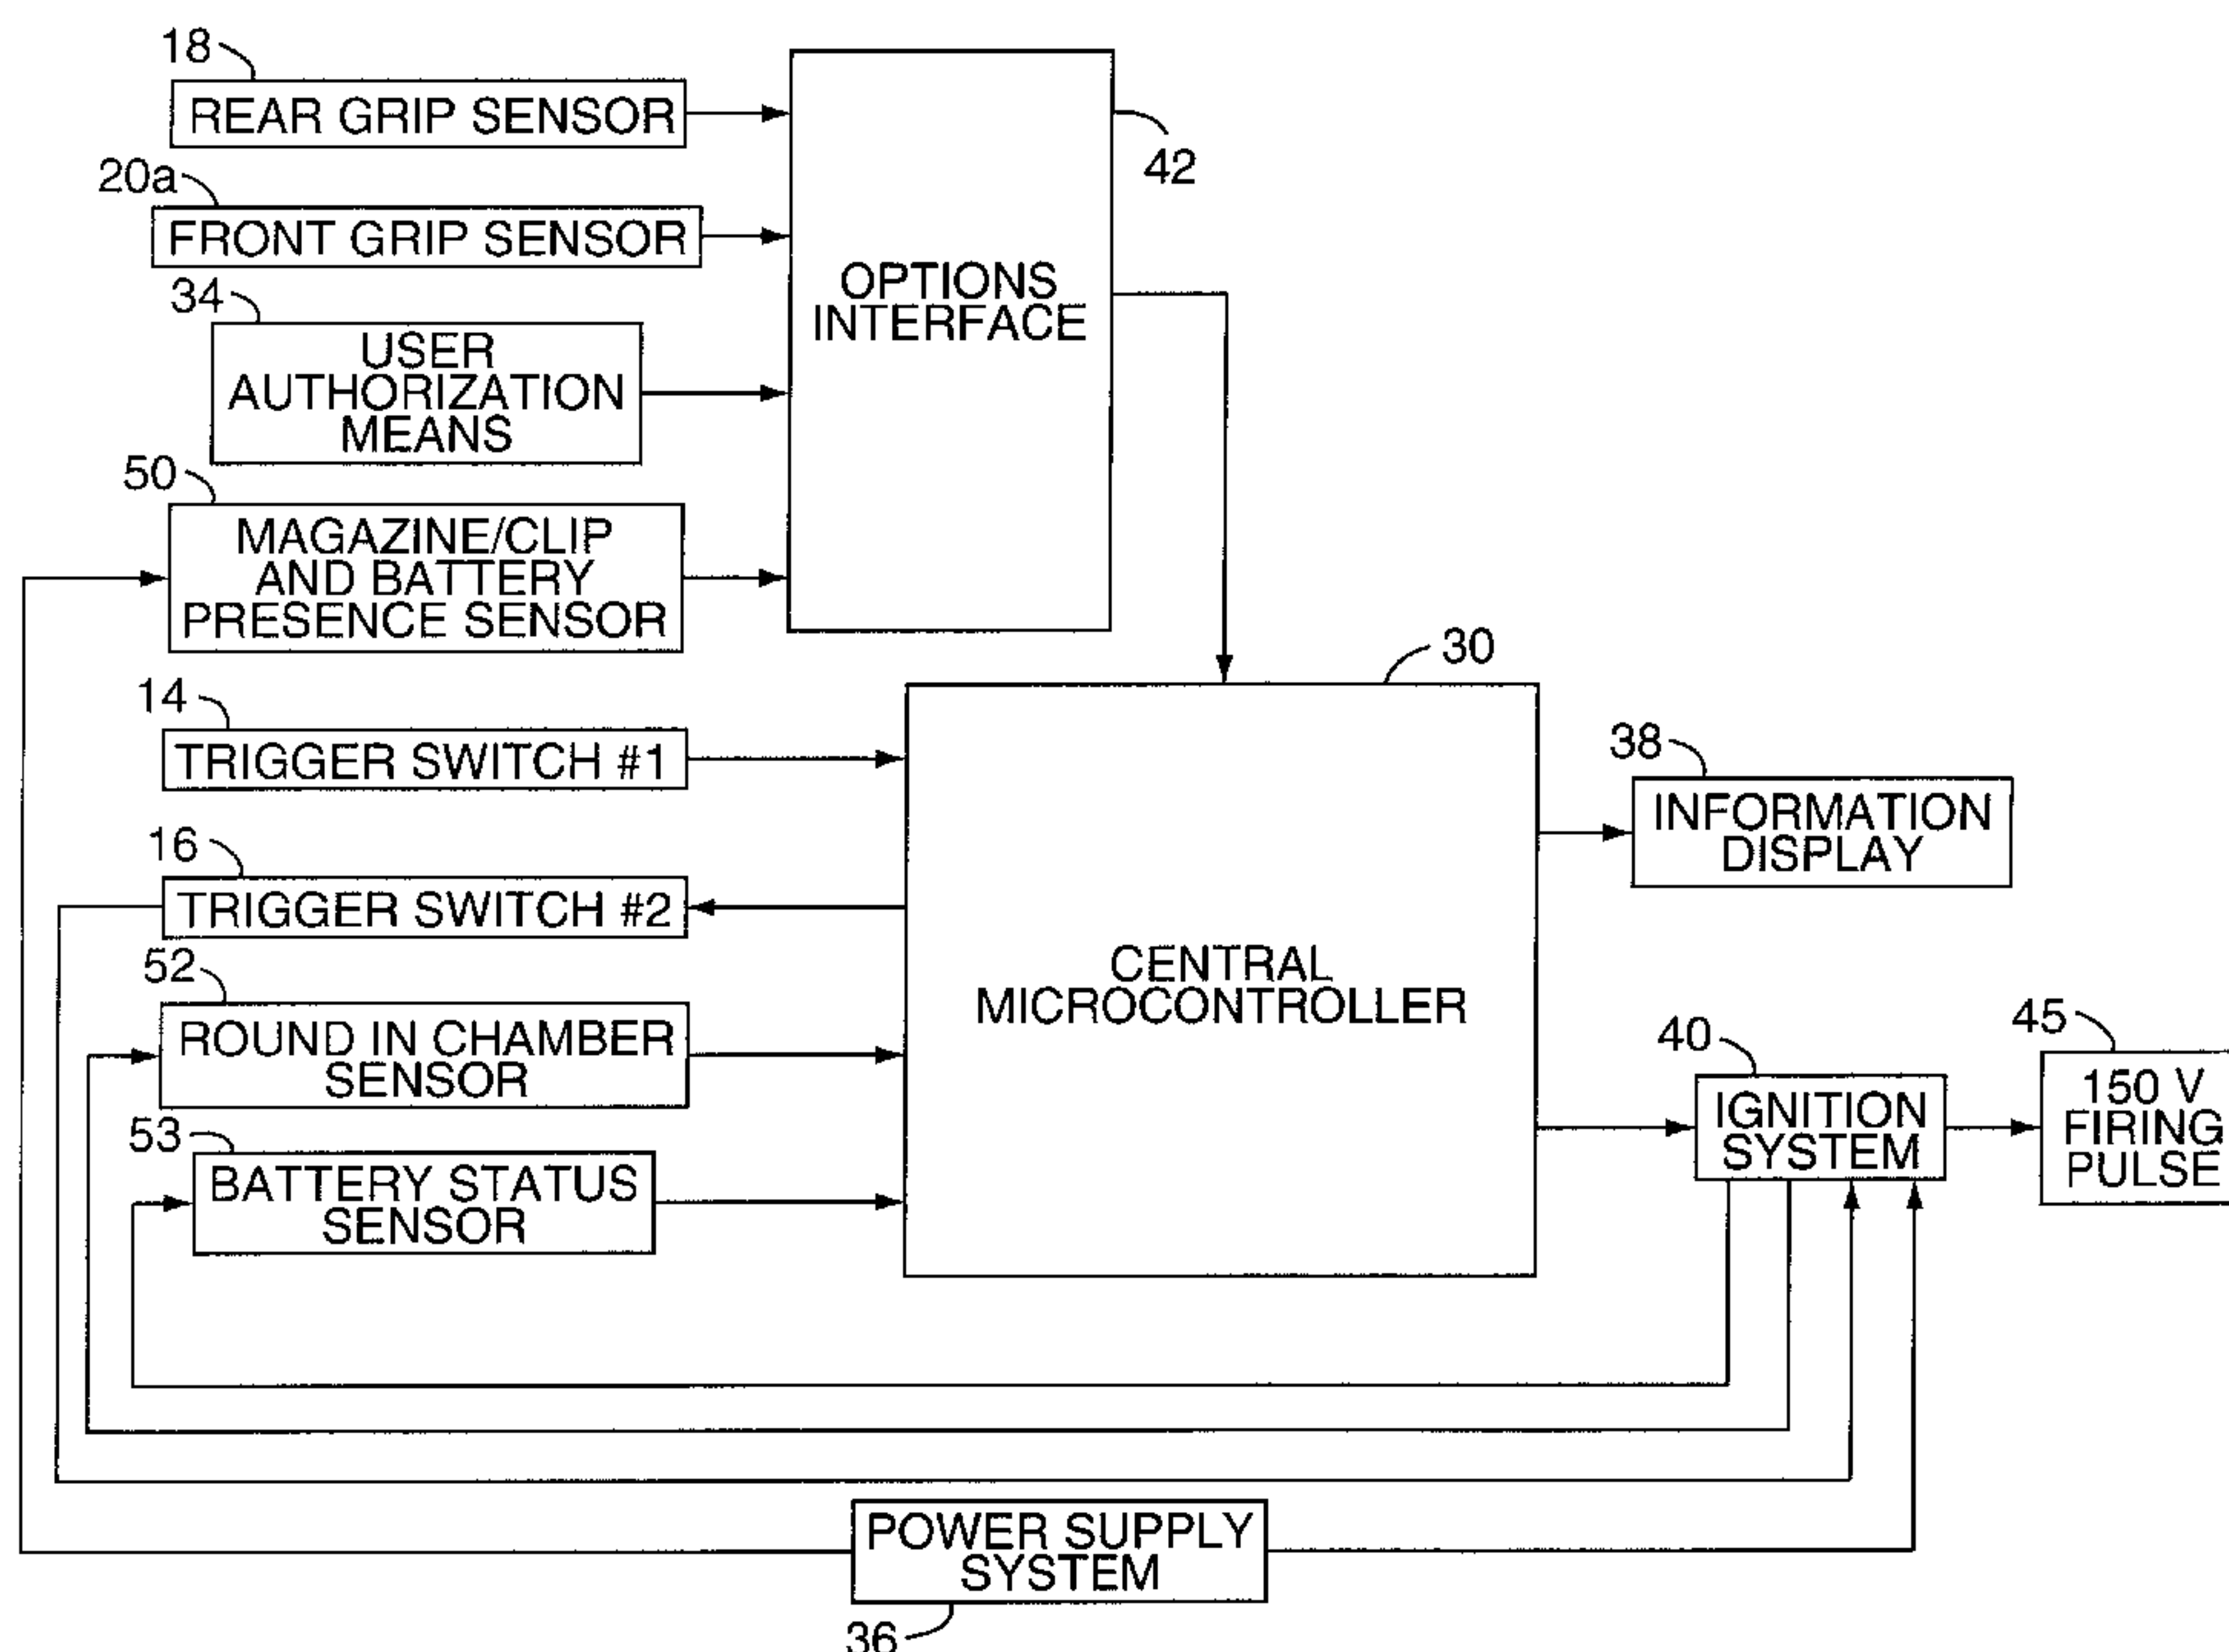 18
REAR GRIP SENSOR
20a
FRONT GRIP SENSOR
34
USER
AUTHORIZATION
MEANS
50
MAGAZINE/CLIP
AND BATTERY
PRESENCE SENSOR
OPTIONS
INTERFACE
42
14
TRIGGER SWITCH #1
16
TRIGGER SWITCH #2
52
ROUND IN CHAMBER
SENSOR
53
BATTERY STATUS
SENSOR
30
CENTRAL
MICROCONTROLLER
38
INFORMATION
DISPLAY
40
IGNITION
SYSTEM
45
150 V
FIRING
PULSE
POWER SUPPLY
SYSTEM
36